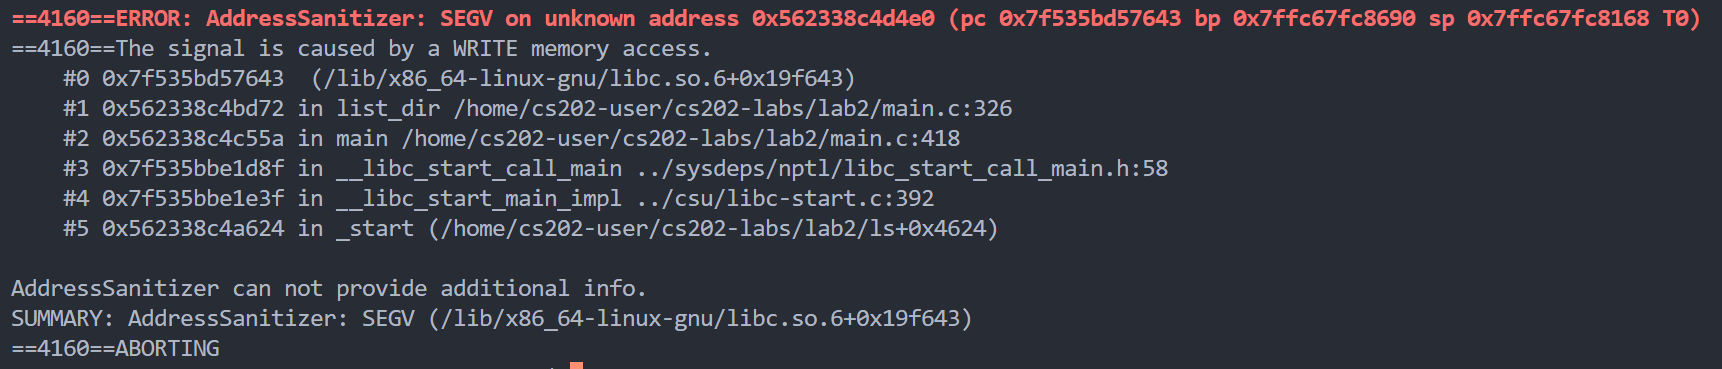 ==4160==ERROR: AddressSanitizer: SEGV on unknown address 0x562338c4d4e0 (pc 0x7f535bd57643 bp 0x7ffc67fc8690 sp 0x7ffc67fc8168 T0)
==4160==The signal is caused by a WRITE memory access.
    #0 0x7f535bd57643  (/lib/x86_64-linux-gnu/libc.so.6+0x19f643)
    #1 0x562338c4bd72 in list_dir /home/cs202-user/cs202-labs/lab2/main.c:326
    #2 0x562338c4c55a in main /home/cs202-user/cs202-labs/lab2/main.c:418
    #3 0x7f535bbe1d8f in __libc_start_call_main ../sysdeps/nptl/libc_start_call_main.h:58
    #4 0x7f535bbe1e3f in __libc_start_main_impl ../csu/libc-start.c:392
    #5 0x562338c4a624 in _start (/home/cs202-user/cs202-labs/lab2/ls+0x4624)

AddressSanitizer can not provide additional info.
SUMMARY: AddressSanitizer: SEGV (/lib/x86_64-linux-gnu/libc.so.6+0x19f643)
==4160==ABORTING